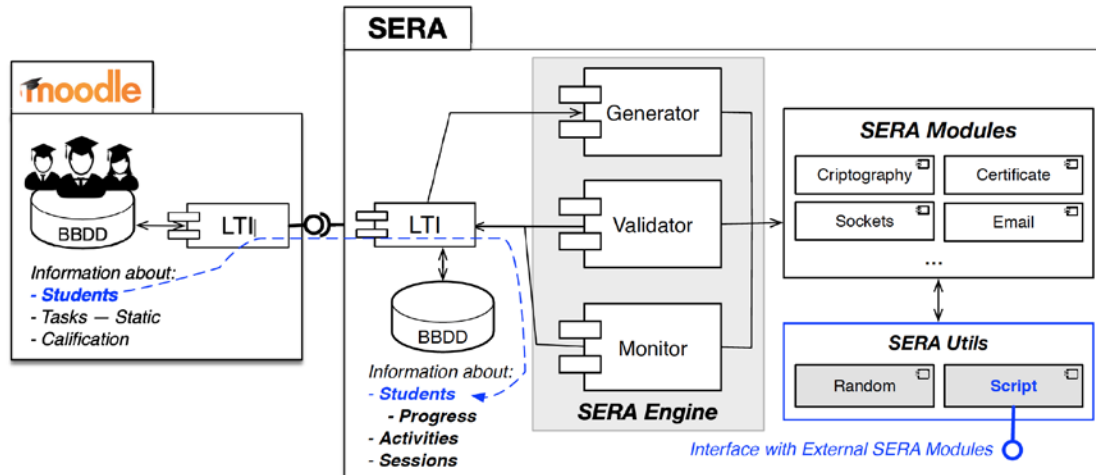 SERA
moodle
BBDD
LTI
Information about:
- Students
- Tasks — Static
- Calification
LTI
BBDD
Information about:
- Students
- Progress
- Activities
- Sessions
Generator
Validator
Monitor
SERA Engine
SERA Modules
Criptography
Certificate
Sockets
Email
...
SERA Utils
Random
Script
Interface with External SERA Modules